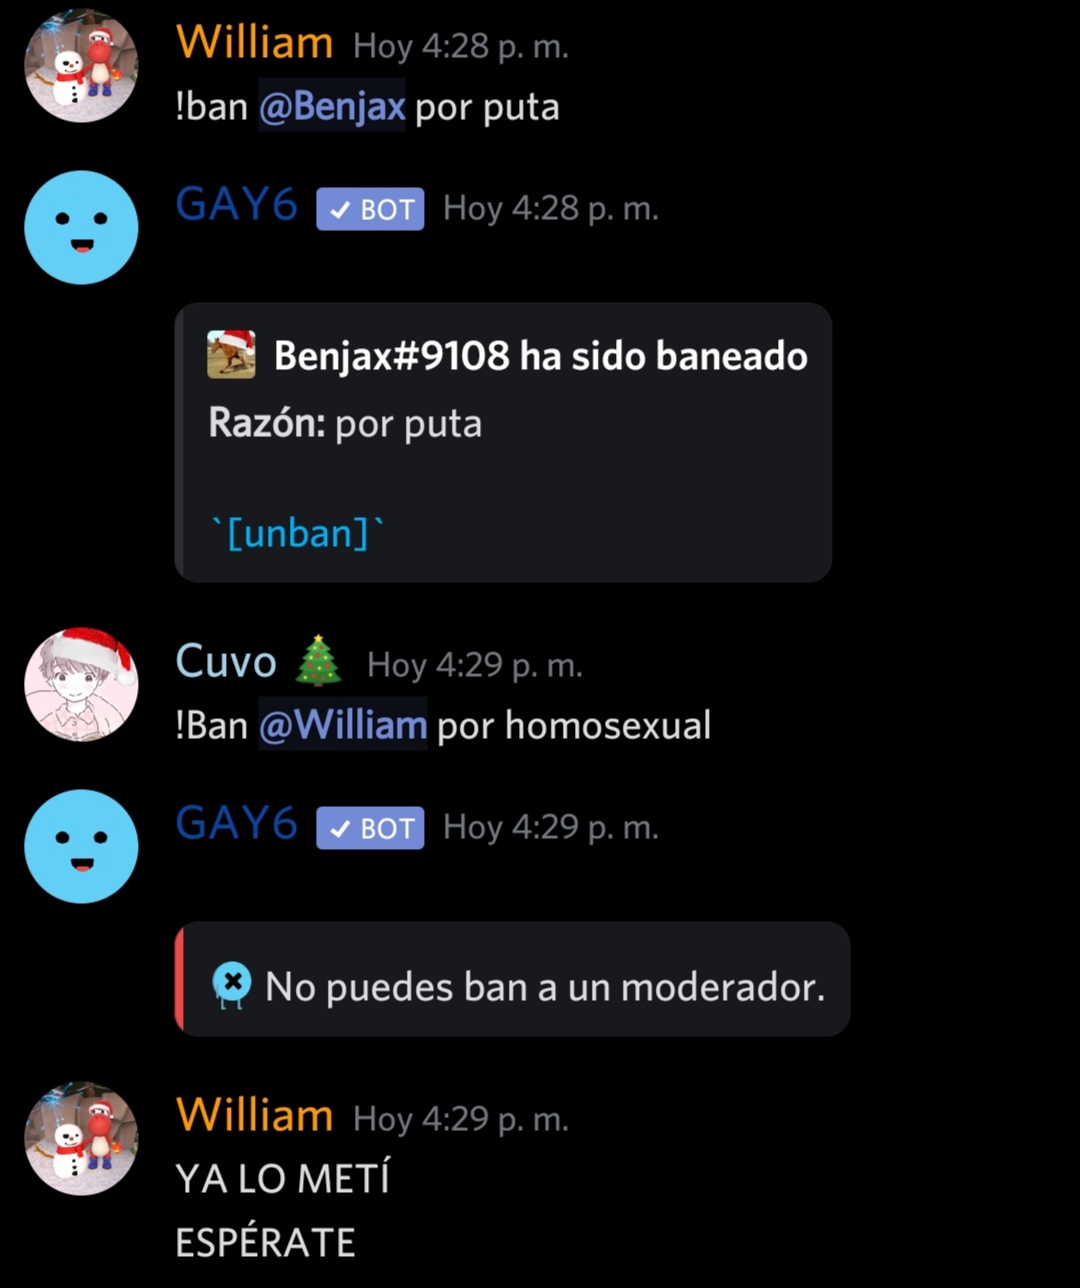 William Hoy 4:28 p. m.
!ban @Benjax por puta
GAY6 ✓ BOT Hoy 4:28 p. m.
Benjax#9108 ha sido baneado
Razón: por puta
`[unban]`
Cuvo 🎄 Hoy 4:29 p. m.
!Ban @William por homosexual
GAY6 ✓ BOT Hoy 4:29 p. m.
No puedes ban a un moderador.
William Hoy 4:29 p. m.
YA LO METÍ
ESPÉRATE